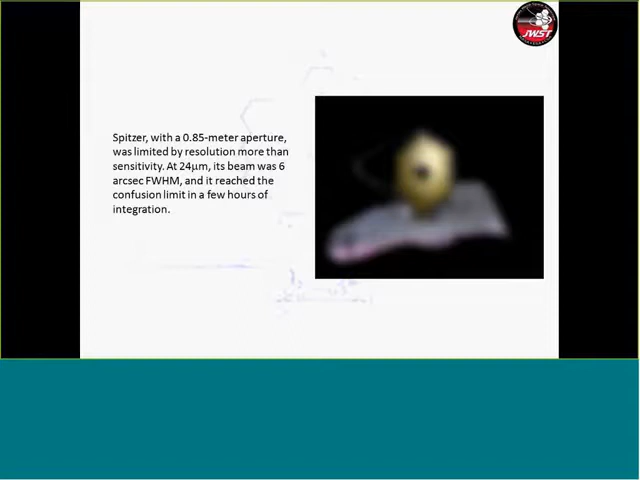 JWST
Spitzer, with a 0.85-meter aperture,
was limited by resolution more than
sensitivity. At 24µm, its beam was 6
arcsec FWHM, and it reached the
confusion limit in a few hours of
integration.